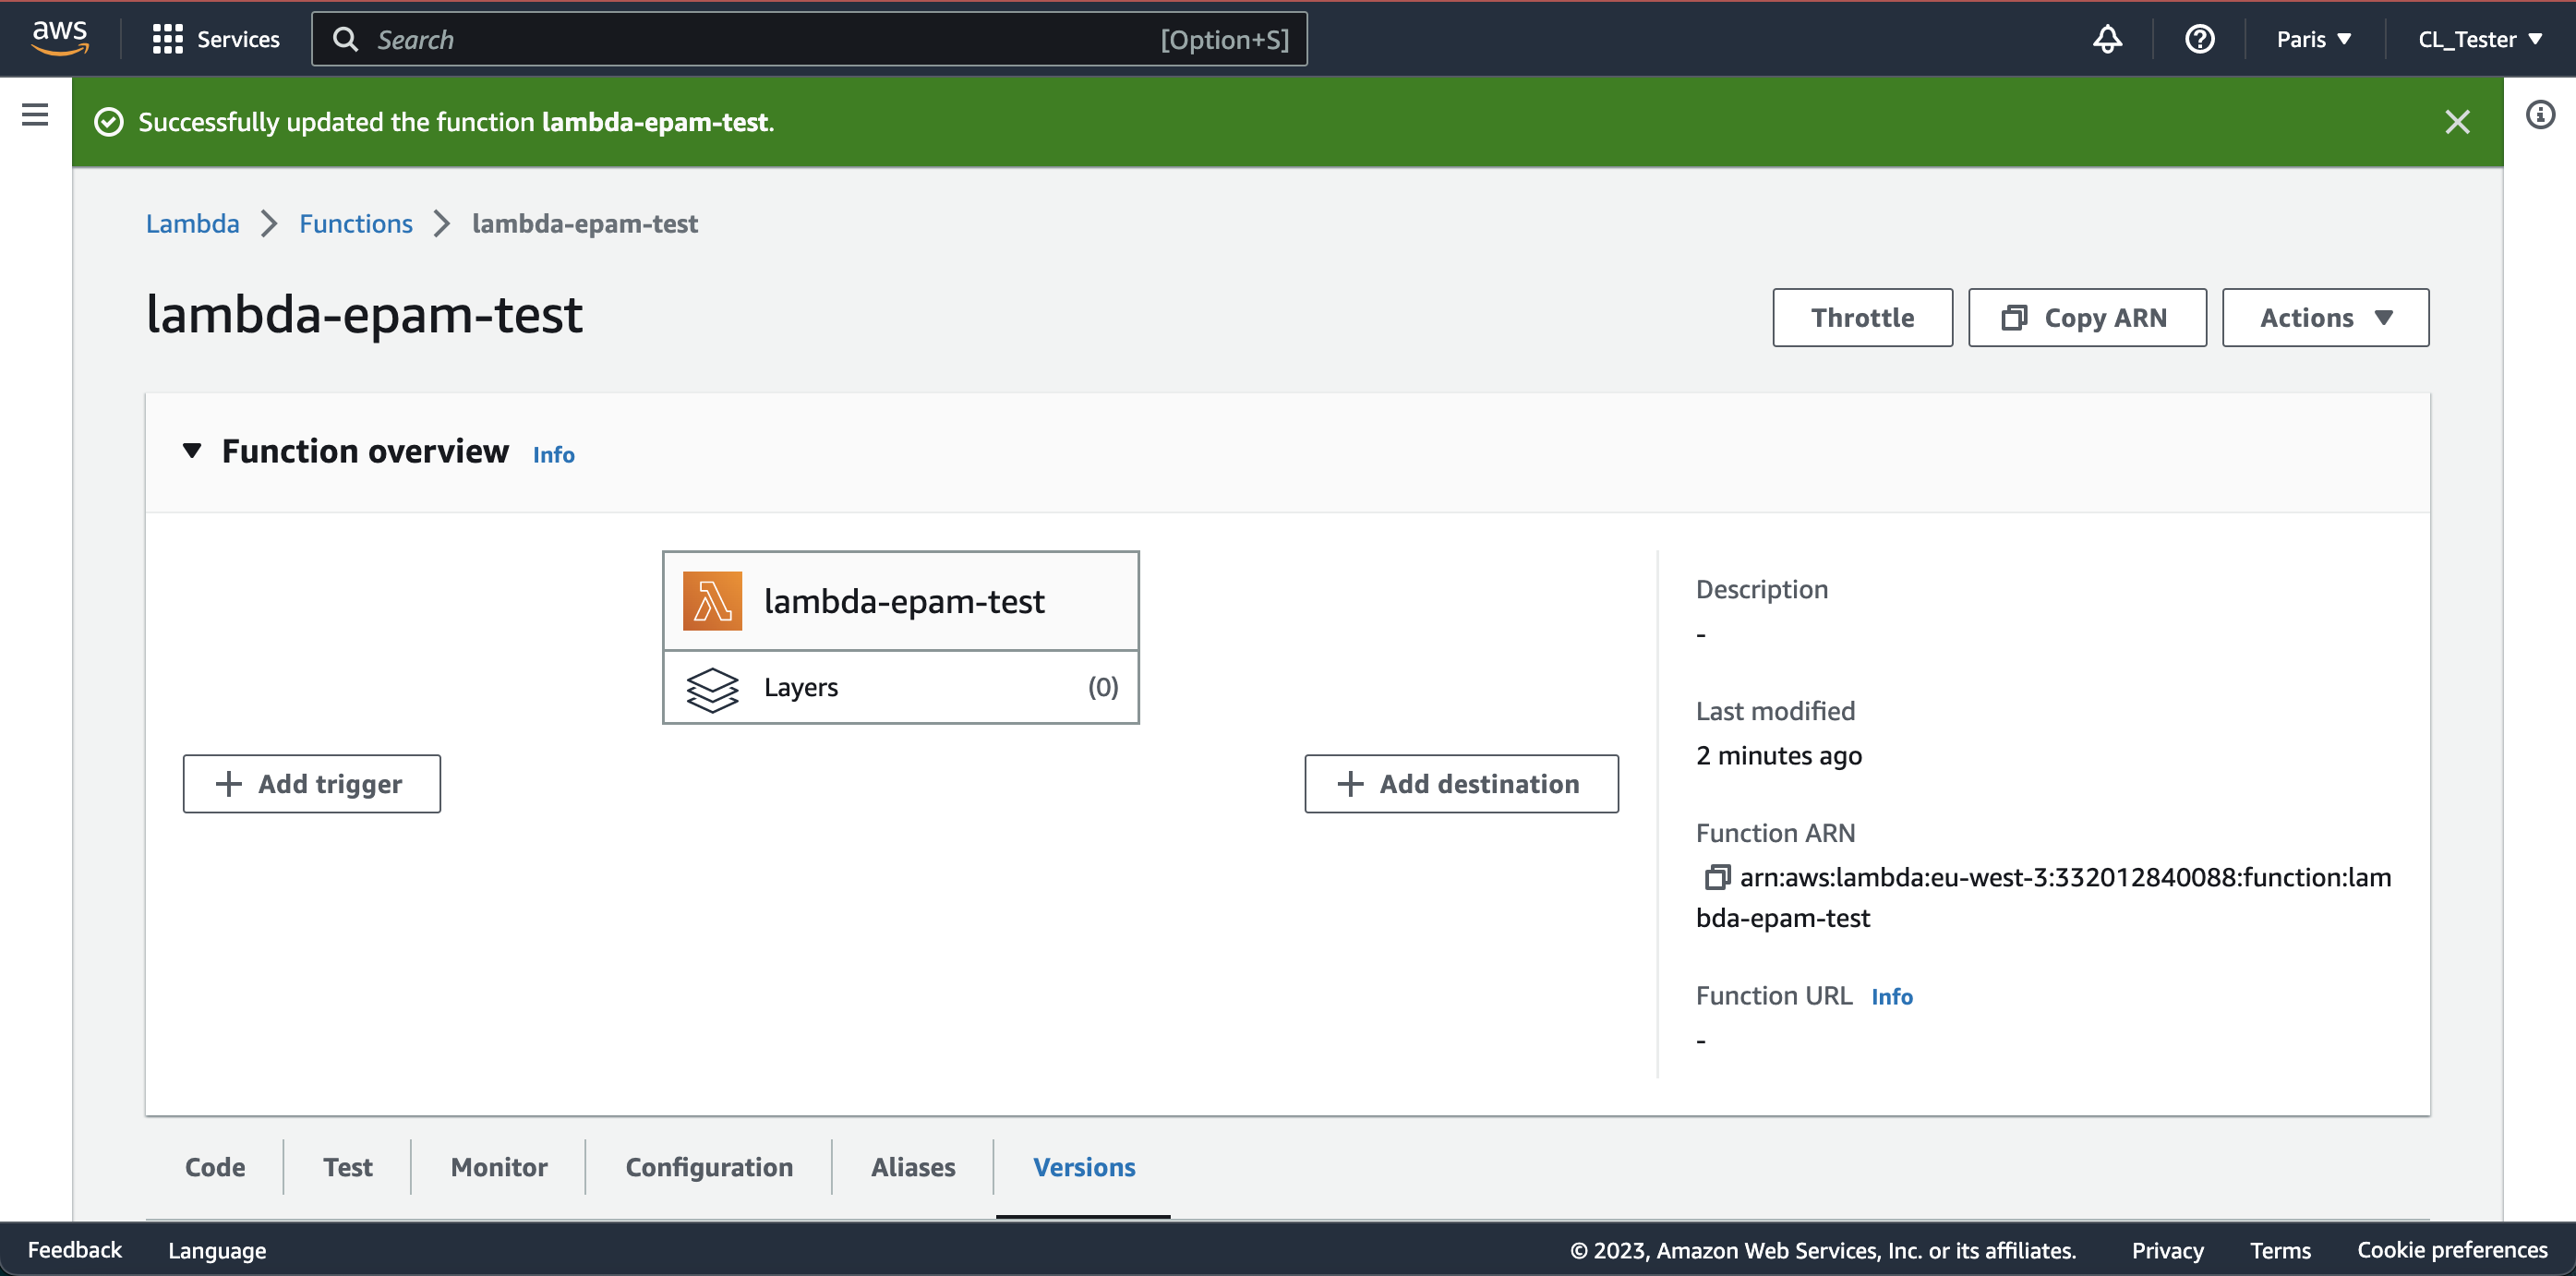 aws Services Search [Option+S] Paris CL_Tester
Successfully updated the function lambda-epam-test.
Lambda Functions lambda-epam-test
lambda-epam-test
Throttle Copy ARN Actions
Function overview Info
lambda-epam-test
Layers (0)
Add trigger
Add destination
Description
-
Last modified
2 minutes ago
Function ARN
arn:aws:lambda:eu-west-3:332012840088:function:lam
bda-epam-test
Function URL Info
-
Code Test Monitor Configuration Aliases Versions
Feedback Language © 2023, Amazon Web Services, Inc. or its affiliates. Privacy Terms Cookie preferences